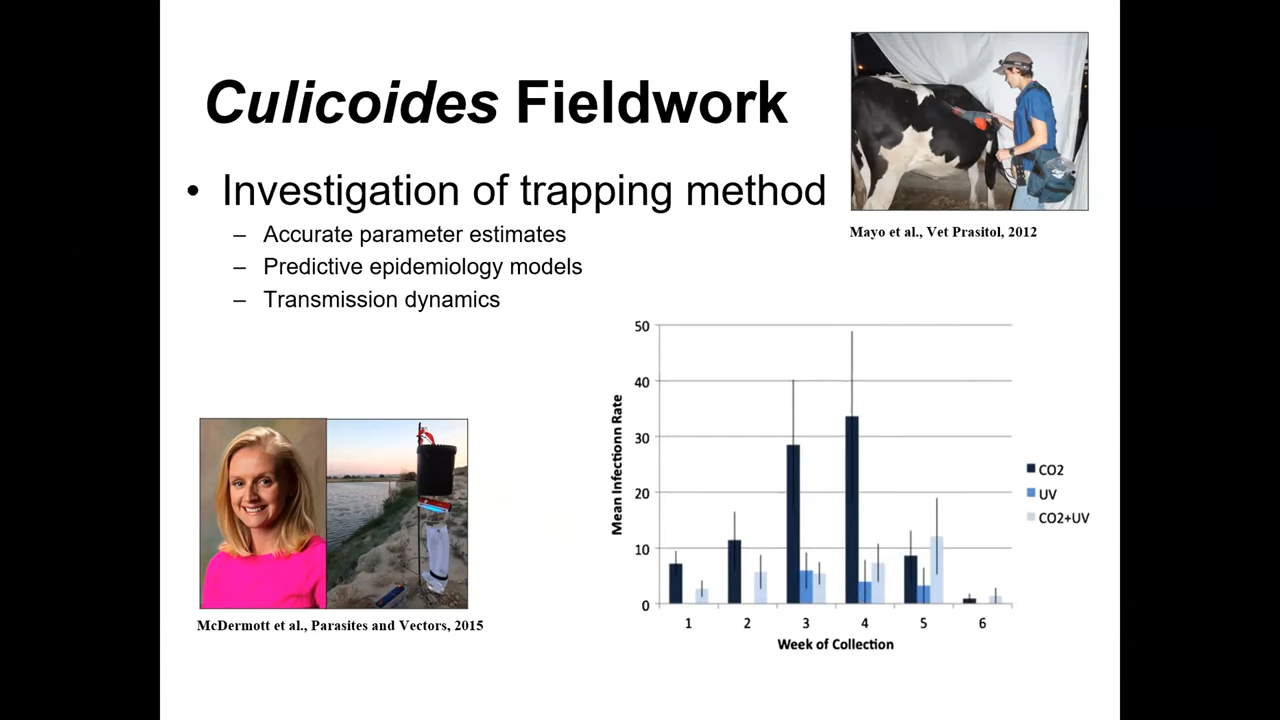 Culicoides Fieldwork
• Investigation of trapping method
– Accurate parameter estimates
– Predictive epidemiology models
– Transmission dynamics
Mayo et al., Vet Prasitol, 2012
McDermott et al., Parasites and Vectors, 2015
50
40
30
20
10
0
Mean Infectionn Rate
1 2 3 4 5 6
Week of Collection
CO2
UV
CO2+UV